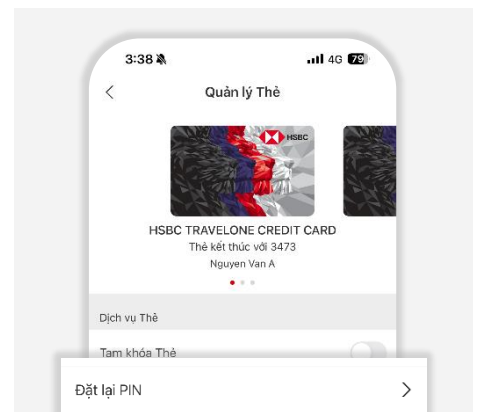 3:38 4G 79
Quản lý Thẻ
HSBC
HSBC TRAVELONE CREDIT CARD
Thẻ kết thúc với 3473
Nguyen Van A
Dịch vụ Thẻ
Tạm khóa Thẻ
Đặt lại PIN